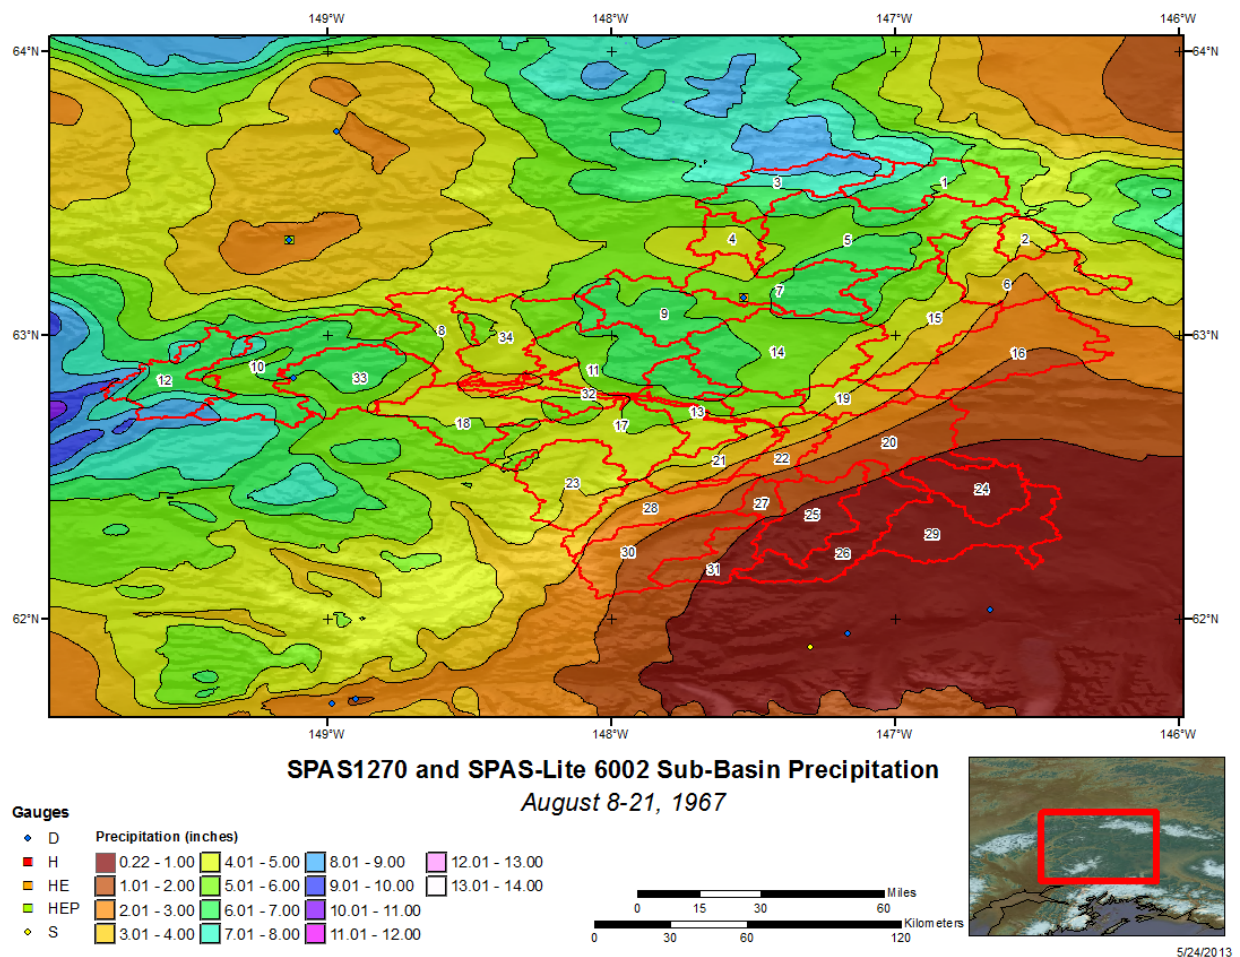 149°W 148°W 147°W 146°W
64°N 64°N
3 1
4 5 2
7 6
9 15
63°N 63°N
8 34
14 16
10 11
12 33
32 19
13
18 17
20
21 22
23 24
28 27 25
29
30 26
31
62°N 62°N
149°W 148°W 147°W 146°W
SPAS1270 and SPAS-Lite 6002 Sub-Basin Precipitation
August 8-21, 1967
Gauges
D
H
HE
HEP
S
Precipitation (inches)
0.22 - 1.00 4.01 - 5.00 8.01 - 9.00 12.01 - 13.00
1.01 - 2.00 5.01 - 6.00 9.01 - 10.00 13.01 - 14.00
2.01 - 3.00 6.01 - 7.00 10.01 - 11.00
3.01 - 4.00 7.01 - 8.00 11.01 - 12.00
Miles
0 15 30 60
Kilometers
0 30 60 120
5/24/2013